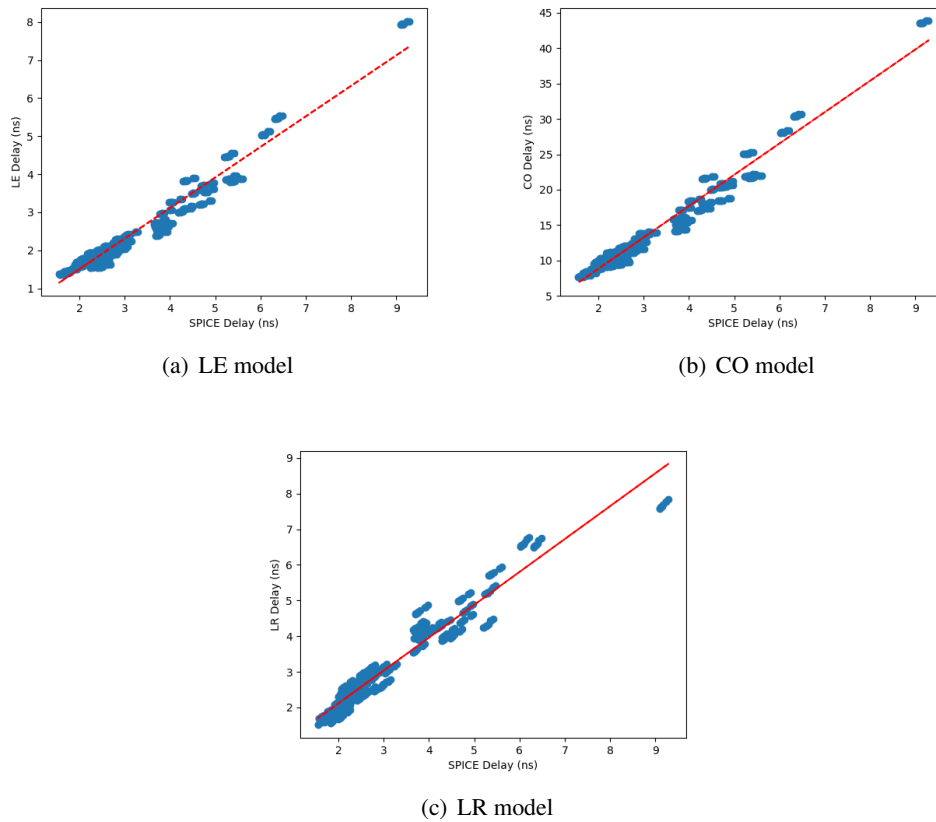 8
7
6
5
4
3
2
1
LE Delay (ns)
2 3 4 5 6 7 8 9
SPICE Delay (ns)
(a) LE model
45
40
35
30
25
20
15
10
5
CO Delay (ns)
2 3 4 5 6 7 8 9
SPICE Delay (ns)
(b) CO model
9
8
7
6
5
4
3
2
LR Delay (ns)
2 3 4 5 6 7 8 9
SPICE Delay (ns)
(c) LR model